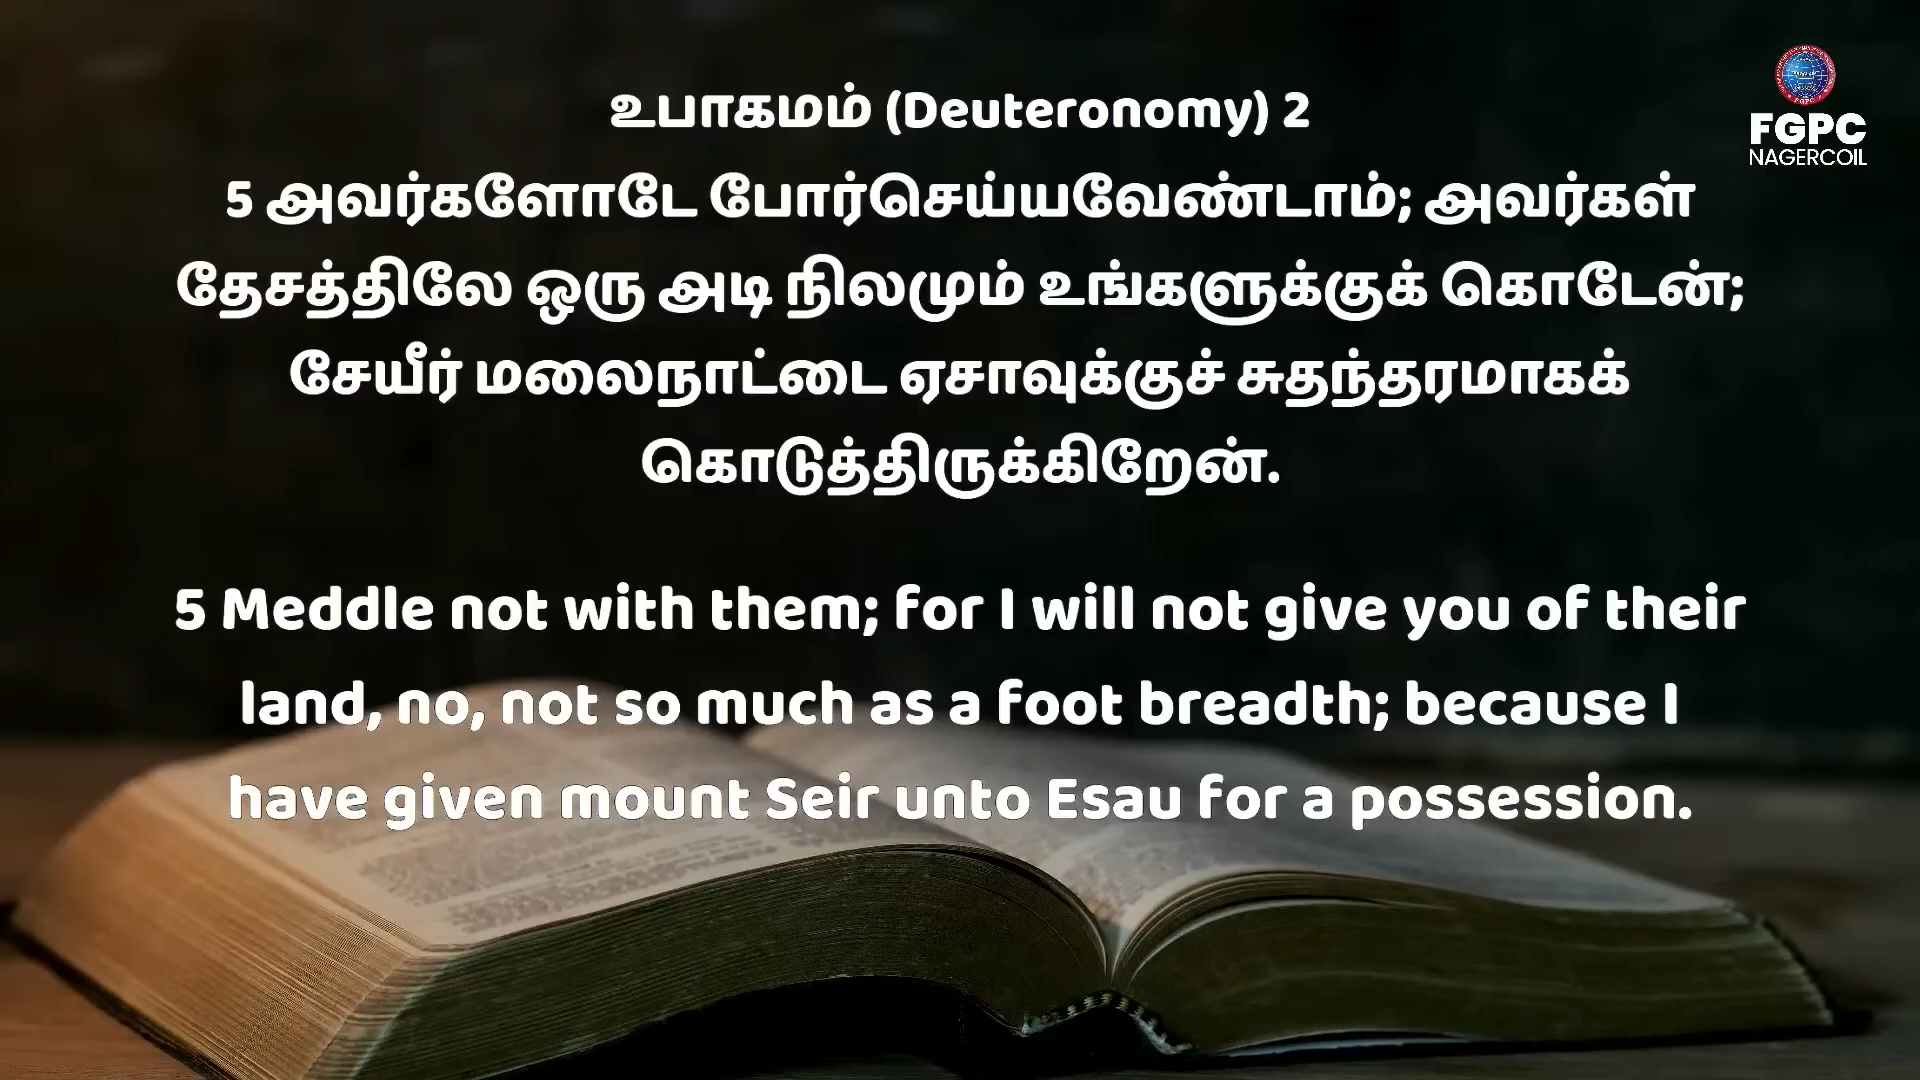 உபாகமம் (Deuteronomy) 2
5 அவர்களோடே போர்செய்யவேண்டாம்; அவர்கள்
தேசத்திலே ஒரு அடி நிலமும் உங்களுக்குக் கொடேன்;
சேயீர் மலைநாட்டை ஏசாவுக்குச் சுதந்தரமாகக்
கொடுத்திருக்கிறேன்.
5 Meddle not with them; for I will not give you of their
land, no, not so much as a foot breadth; because I
have given mount Seir unto Esau for a possession.
FGPC
NAGERCOIL